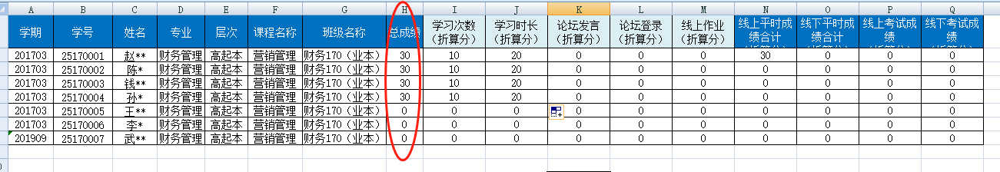 A B C D E F G H I J K L M N O P Q
学期 学号 姓名 专业 层次 课程名称 班级名称 总成绩 学习次数（折算分） 学习时长（折算分） 论坛发言（折算分） 论坛登录（折算分） 线上作业（折算分） 线上平时成绩合计 线下平时成绩合计 线上考试成绩 线下考试成绩
201703 25170001 赵** 财务管理 高起本 营销管理 财务170（业本） 30 10 20 0 0 0 30 0 0 0
201703 25170002 陈* 财务管理 高起本 营销管理 财务170（业本） 30 10 20 0 0 0 0 0 0 0
201703 25170003 钱** 财务管理 高起本 营销管理 财务170（业本） 30 10 20 0 0 0 0 0 0 0
201703 25170004 孙* 财务管理 高起本 营销管理 财务170（业本） 30 10 20 0 0 0 0 0 0 0
201703 25170005 王** 财务管理 高起本 营销管理 财务170（业本） 0 0 0 0 0 0 0 0 0 0
201703 25170006 李* 财务管理 高起本 营销管理 财务170（业本） 0 0 0 0 0 0 0 0 0 0
201909 25170007 武** 财务管理 高起本 营销管理 财务170（业本） 0 0 0 0 0 0 0 0 0 0